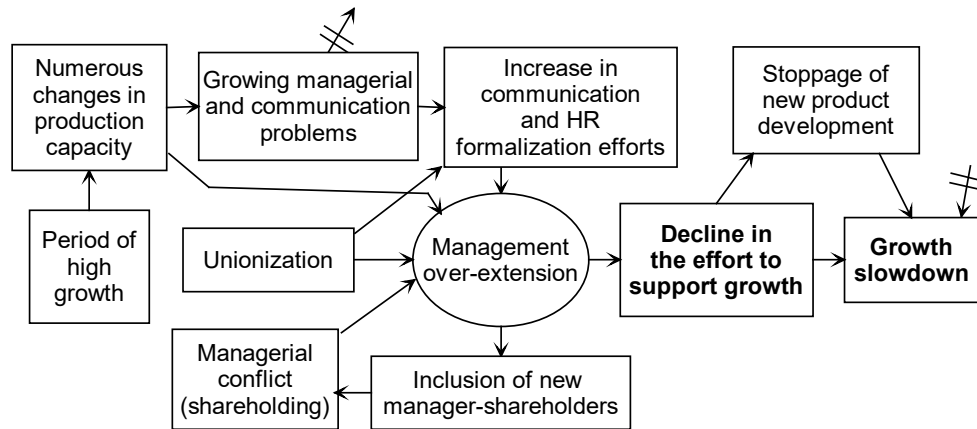 Numerous
changes in
production
capacity
Growing managerial
and communication
problems
Increase in
communication
and HR
formalization efforts
Stoppage of
new product
development
Period of
high
growth
Unionization
Management
over-extension
Decline in
the effort to
support growth
Growth
slowdown
Managerial
conflict
(shareholding)
Inclusion of new
manager-shareholders